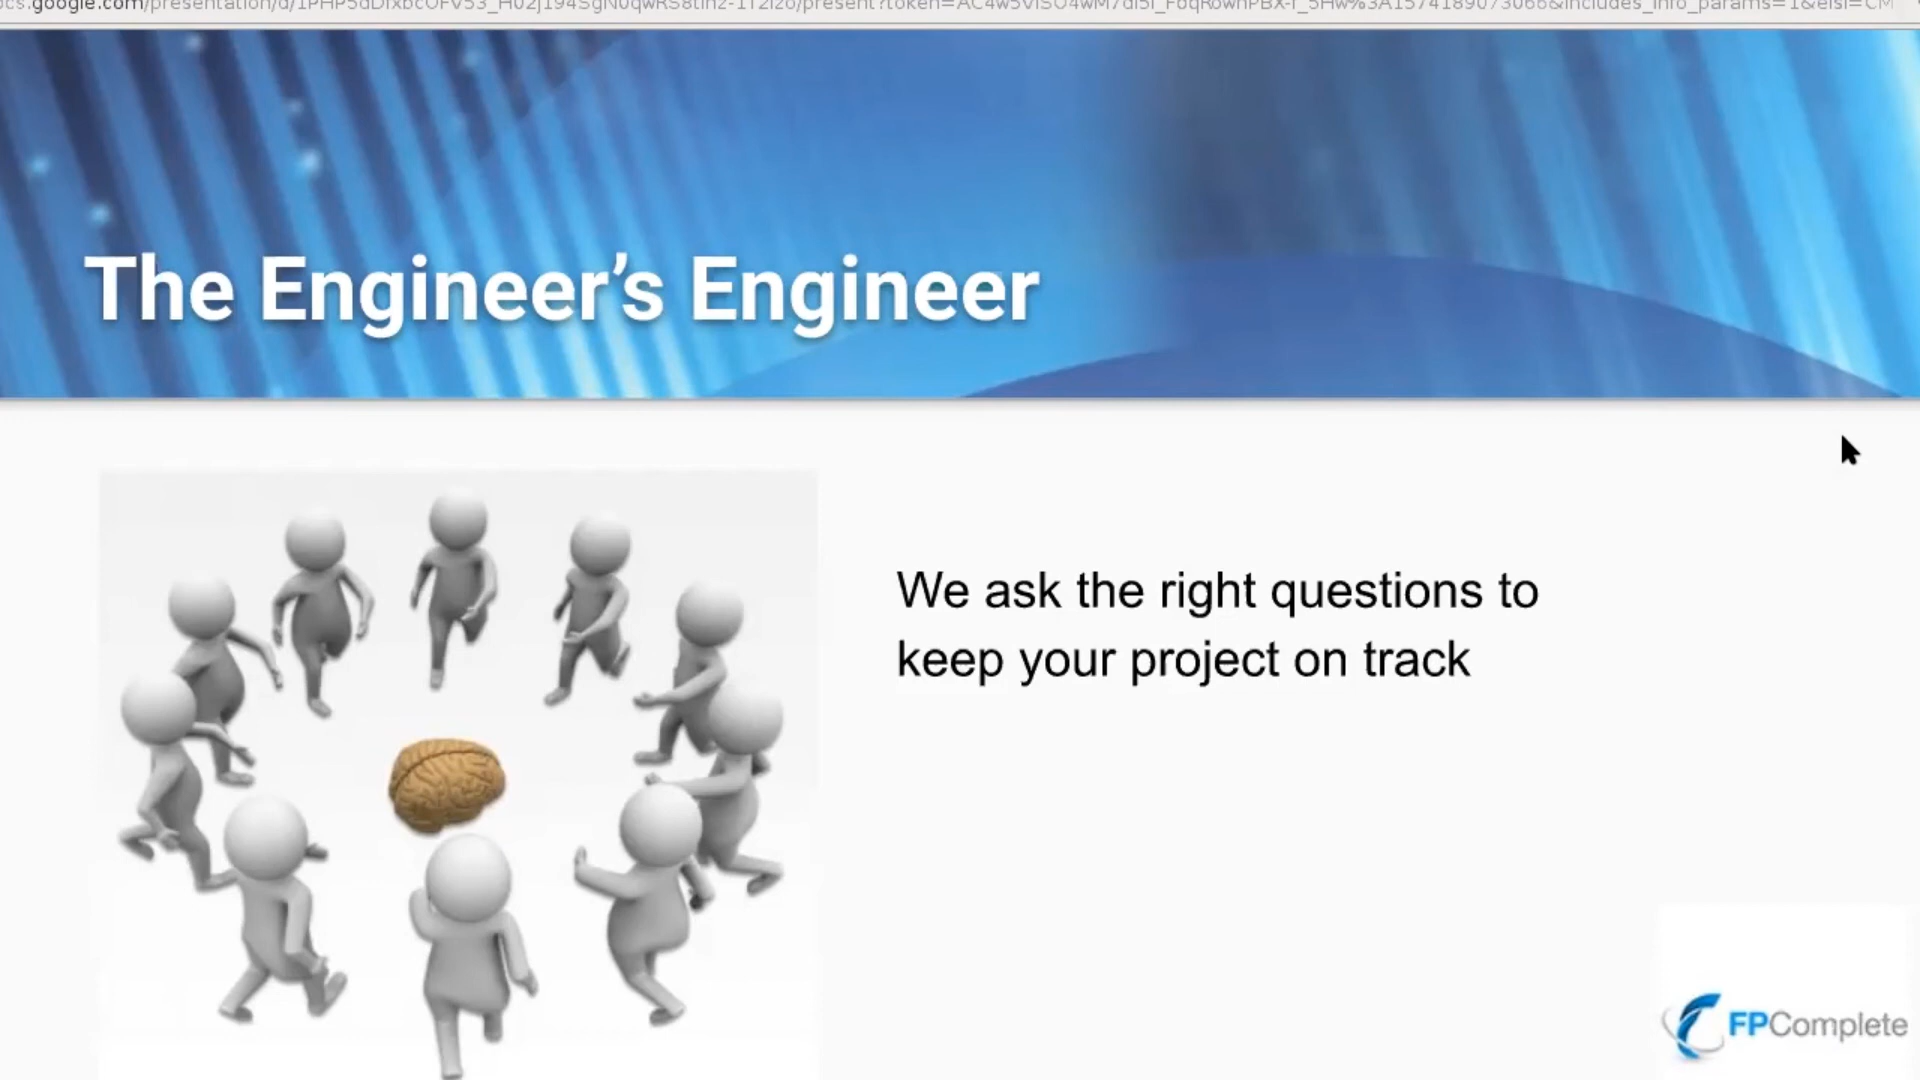 The Engineer's Engineer
We ask the right questions to
keep your project on track
FPComplete